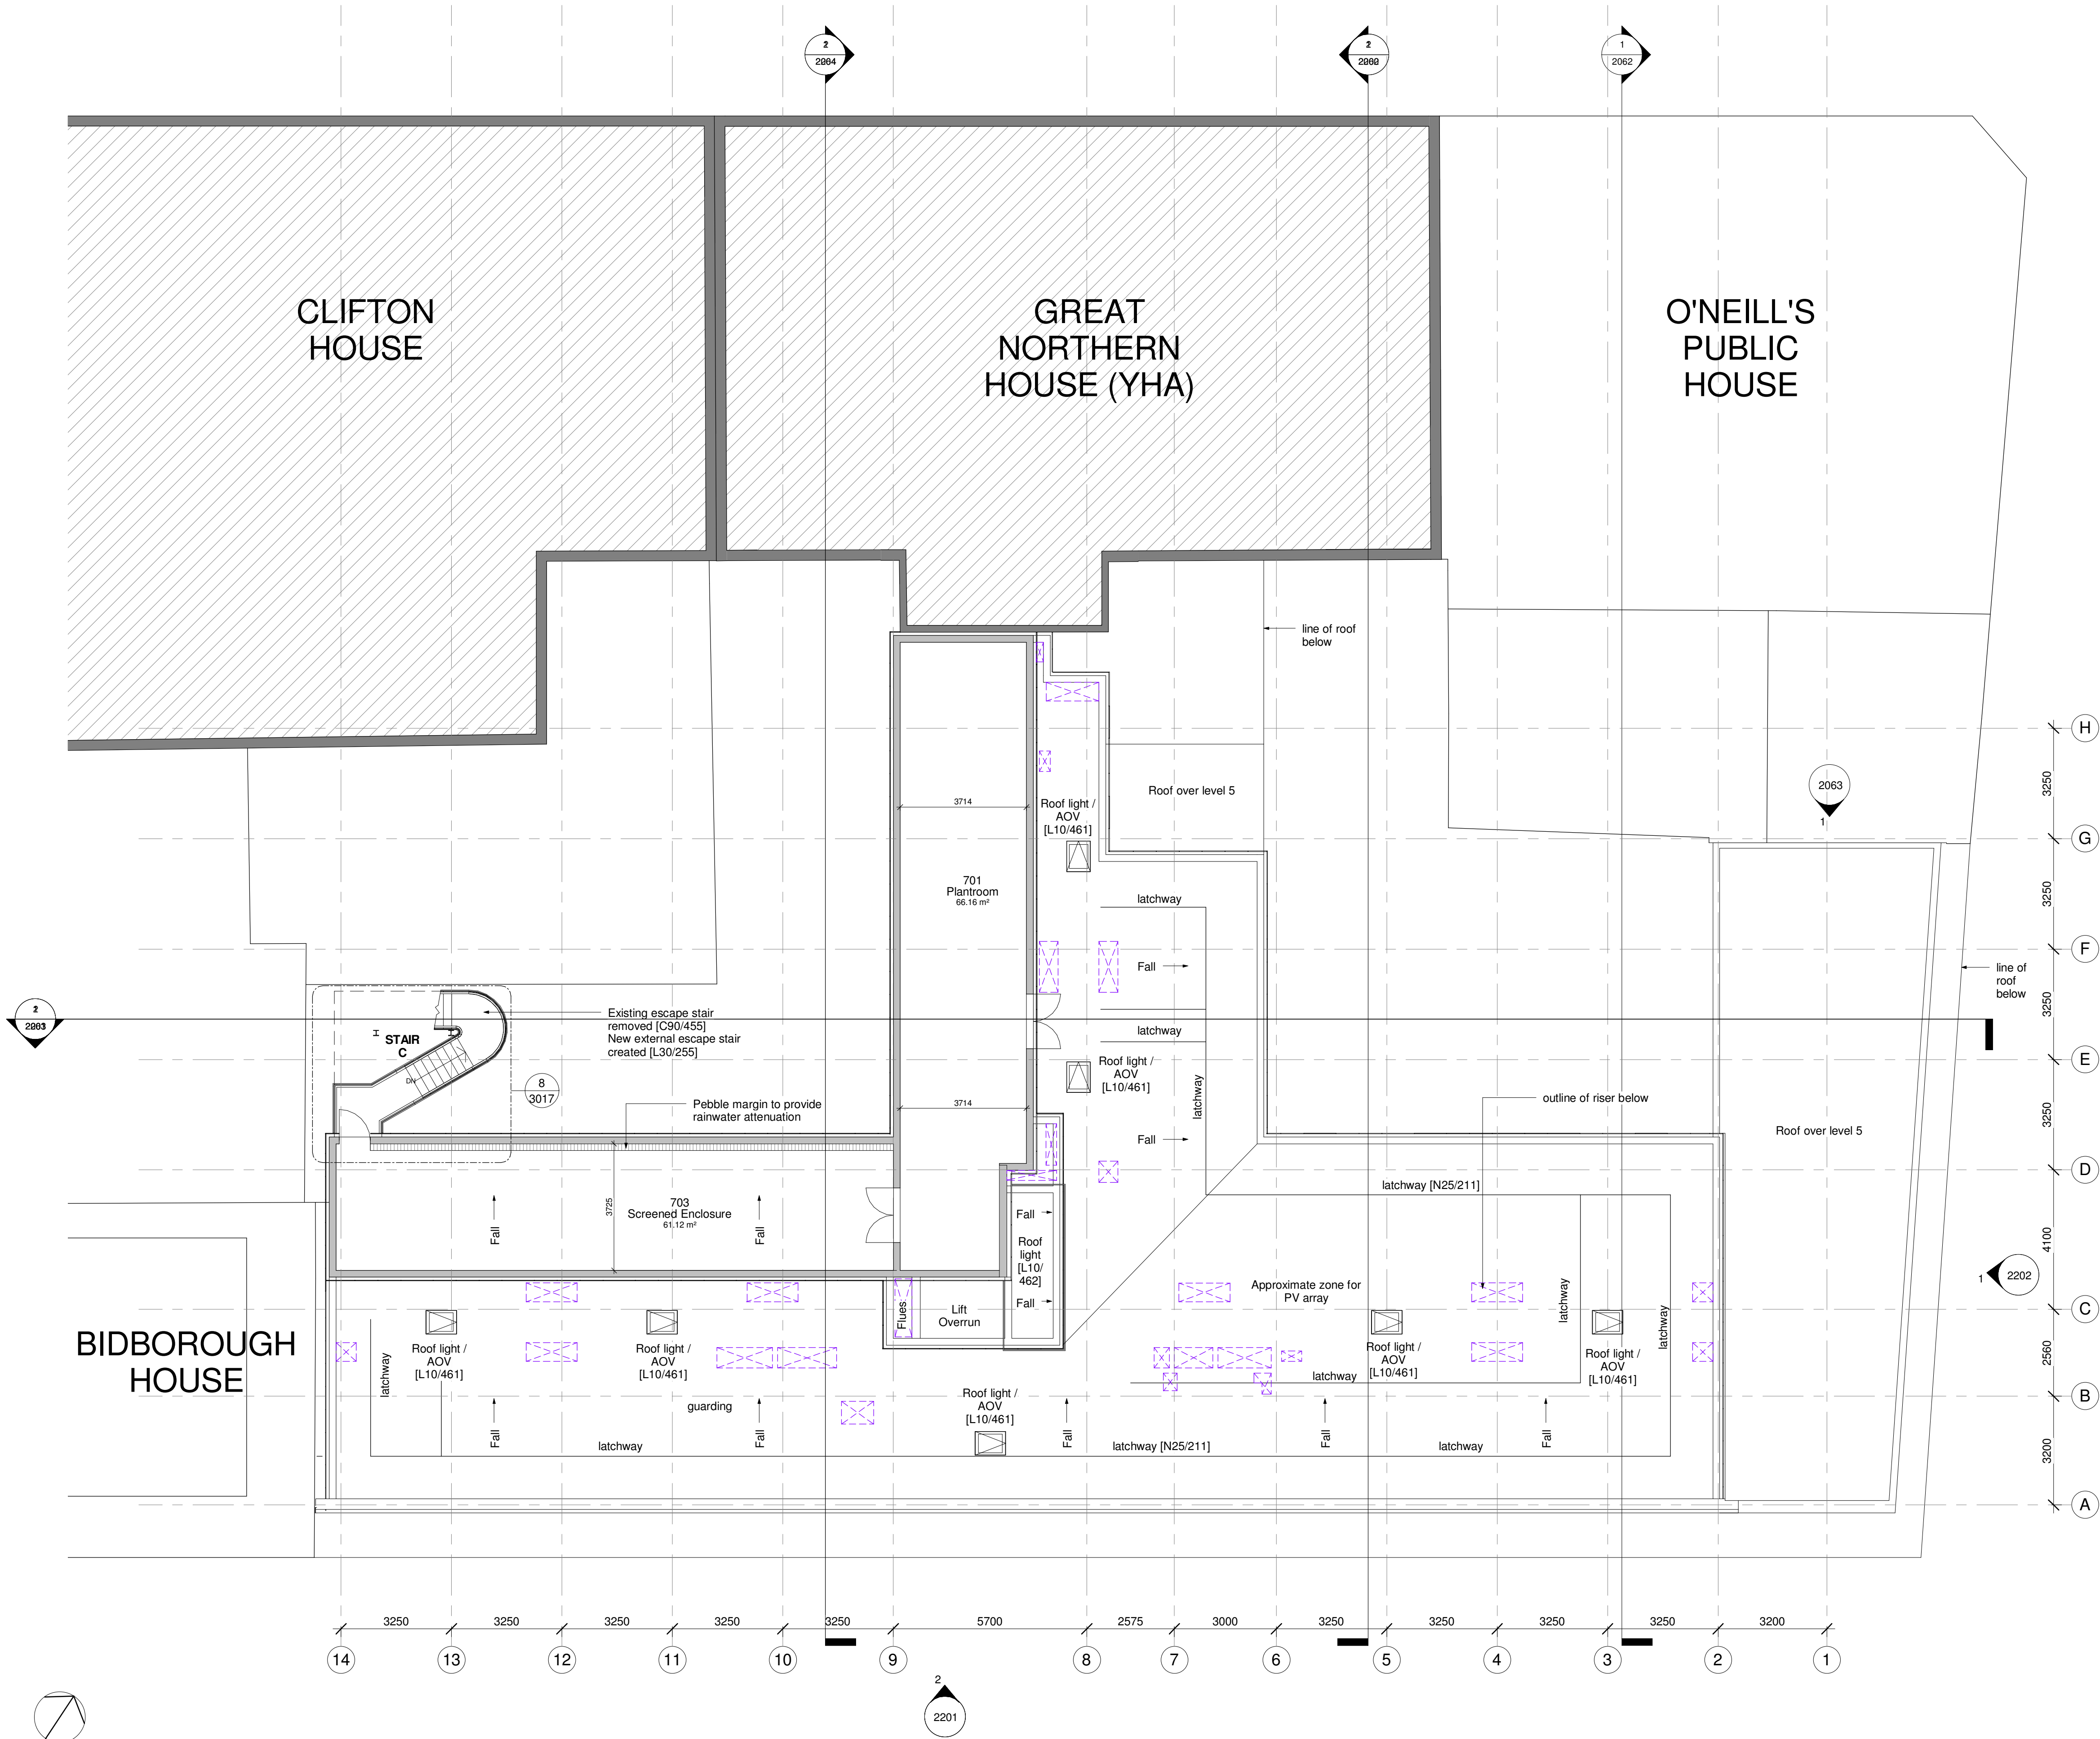 1
2062
CLIFTON
HOUSE
GREAT
NORTHERN
HOUSE (YHA)
O'NEILL'S
PUBLIC
HOUSE
line of roof
below
H
3250
2063
1
Roof over level 5
3714
Roof light /
AOV
[L10/461]
G
701
Plantroom
66.16 m²
latchway
3250
F
Fall
line of
roof
below
3250
Existing escape stair
removed [C90/455]
New external escape stair
created [L30/255]
STAIR
C
DN
H
H
latchway
E
Roof light /
AOV
[L10/461]
8
3017
latchway
Pebble margin to provide
rainwater attenuation
3714
outline of riser below
3250
Fall
Roof over level 5
D
703
Screened Enclosure
61.12 m²
3725
Fall
Fall
latchway [N25/211]
Fall
Roof
light
[L10/
462]
Fall
4100
1
2202
Approximate zone for
PV array
latchway
latchway
C
Flues
Lift
Overrun
BIDBOROUGH
HOUSE
latchway
Roof light /
AOV
[L10/461]
Roof light /
AOV
[L10/461]
Roof light /
AOV
[L10/461]
Roof light /
AOV
[L10/461]
2560
latchway
B
guarding
Roof light /
AOV
[L10/461]
Fall
Fall
Fall
Fall
Fall
latchway
latchway [N25/211]
latchway
3200
A
3250
3250
3250
3250
3250
5700
2575
3000
3250
3250
3250
3250
3200
14
13
12
11
10
9
8
7
6
5
4
3
2
1
2
2201